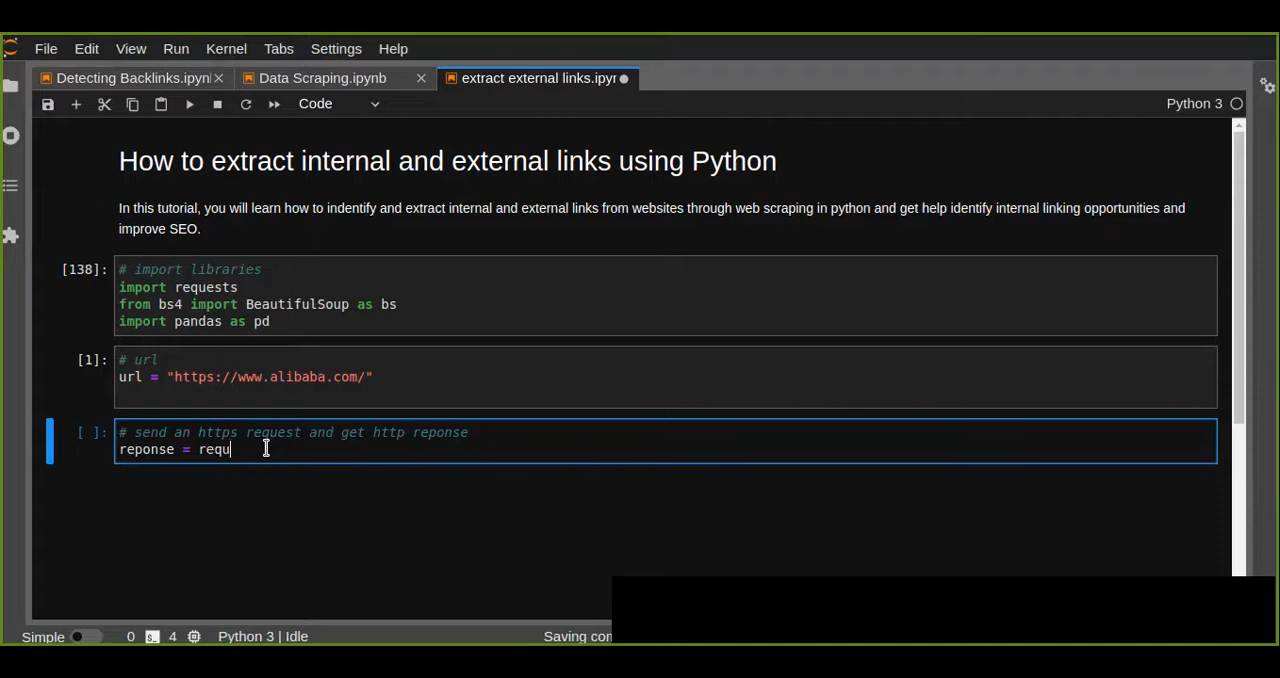 File Edit View Run Kernel Tabs Settings Help
Detecting Backlinks.ipyn Data Scraping.ipynb extract external links.ipyr
Code Python 3
How to extract internal and external links using Python
In this tutorial, you will learn how to indentify and extract internal and external links from websites through web scraping in python and get help identify internal linking opportunities and
improve SEO.
[138]: # import libraries
import requests
from bs4 import BeautifulSoup as bs
import pandas as pd
[1]: # url
url = "https://www.alibaba.com/"
[ ]: # send an https request and get http reponse
reponse = requ
Simple 0 $_ 4 Python 3 | Idle Saving con